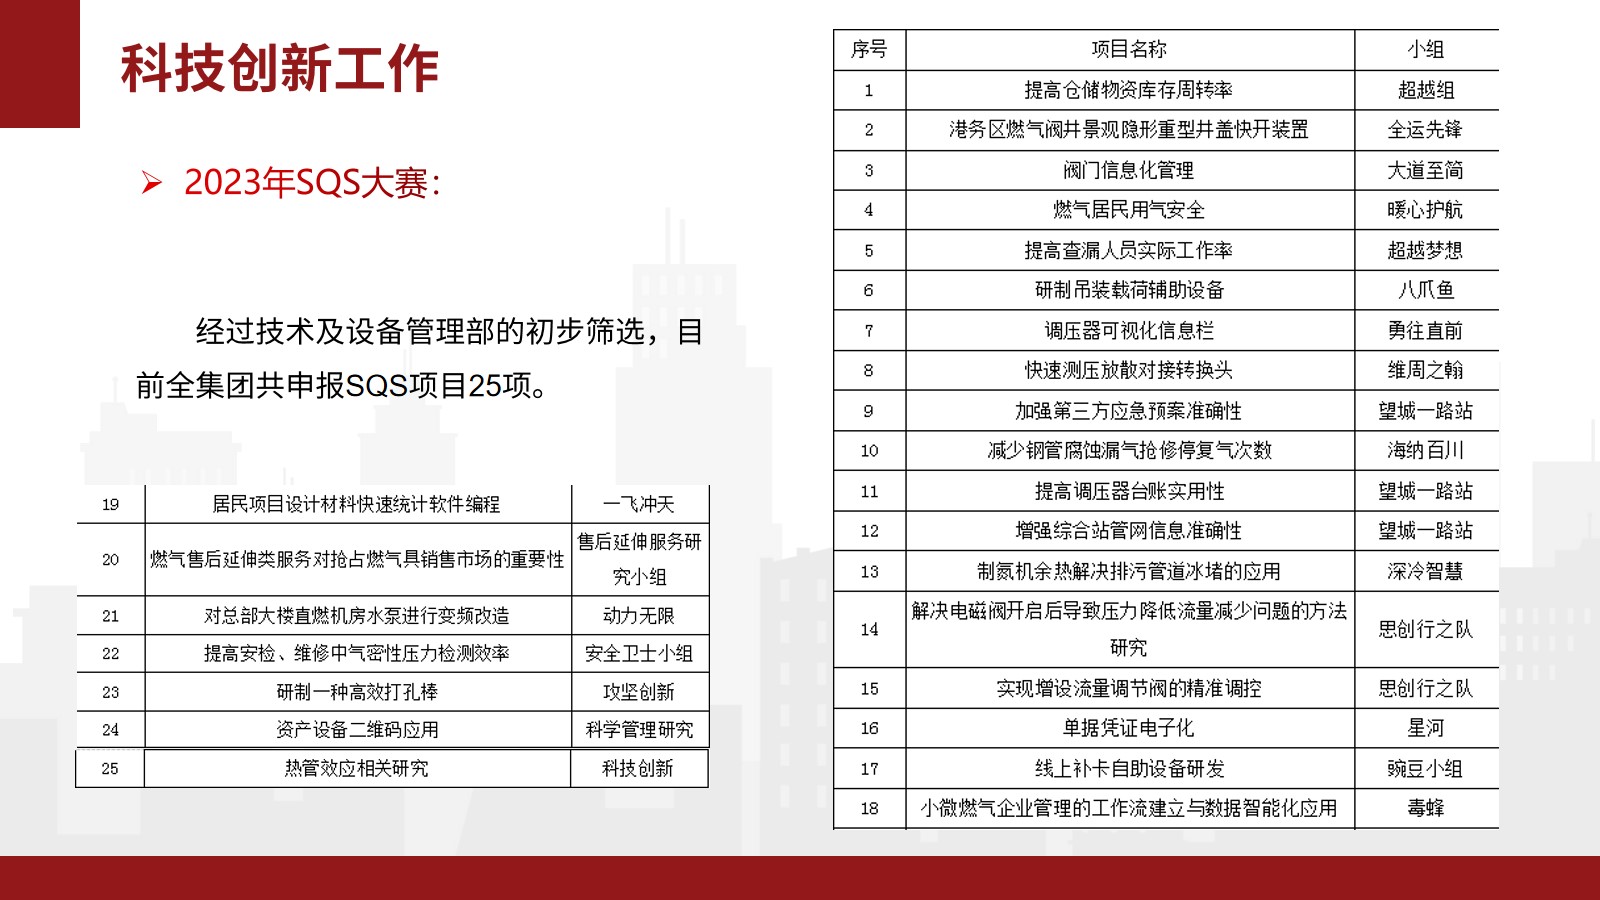 科技创新工作
2023年SQS大赛：
经过技术及设备管理部的初步筛选，目
前全集团共申报SQS项目25项。
序号 项目名称 小组
1 提高仓储物资库存周转率 超越组
2 港务区燃气阀井景观隐形重型井盖快开装置 全运先锋
3 阀门信息化管理 大道至简
4 燃气居民用气安全 暖心护航
5 提高查漏人员实际工作率 超越梦想
6 研制吊装载荷辅助设备 八爪鱼
7 调压器可视化信息栏 勇往直前
8 快速测压放散对接转换头 维周之翰
9 加强第三方应急预案准确性 望城一路站
10 减少钢管腐蚀漏气抢修停复气次数 海纳百川
11 提高调压器台账实用性 望城一路站
12 增强综合站管网信息准确性 望城一路站
13 制氮机余热解决排污管道冰堵的应用 深冷智慧
14 解决电磁阀开启后导致压力降低流量减少问题的方法
研究 思创行之队
15 实现增设流量调节阀的精准调控 思创行之队
16 单据凭证电子化 星河
17 线上补卡自助设备研发 豌豆小组
18 小微燃气企业管理的工作流建立与数据智能化应用 毒蜂
19 居民项目设计材料快速统计软件编程 一飞冲天
20 燃气售后延伸类服务对抢占燃气具销售市场的重要性 售后延伸服务研
究小组
21 对总部大楼直燃机房水泵进行变频改造 动力无限
22 提高安检、维修中气密性压力检测效率 安全卫士小组
23 研制一种高效打孔棒 攻坚创新
24 资产设备二维码应用 科学管理研究
25 热管效应相关研究 科技创新